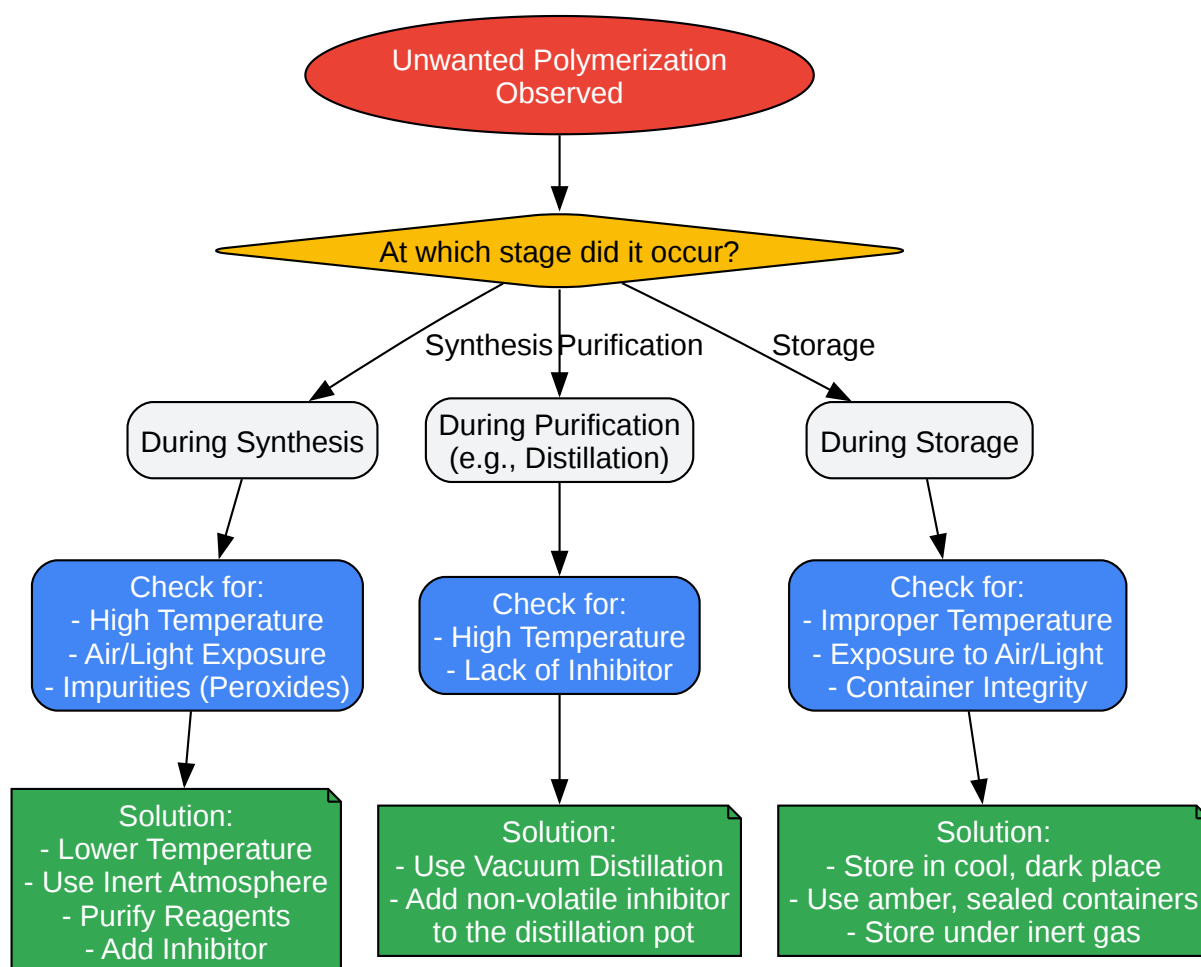 Unwanted Polymerization
Observed
At which stage did it occur?
Synthesis
Purification
Storage
During Synthesis
During Purification
(e.g., Distillation)
During Storage
Check for:
- High Temperature
- Air/Light Exposure
- Impurities (Peroxides)
Check for:
- High Temperature
- Lack of Inhibitor
Check for:
- Improper Temperature
- Exposure to Air/Light
- Container Integrity
Solution:
- Lower Temperature
- Use Inert Atmosphere
- Purify Reagents
- Add Inhibitor
Solution:
- Use Vacuum Distillation
- Add non-volatile inhibitor
to the distillation pot
Solution:
- Store in cool, dark place
- Use amber, sealed containers
- Store under inert gas